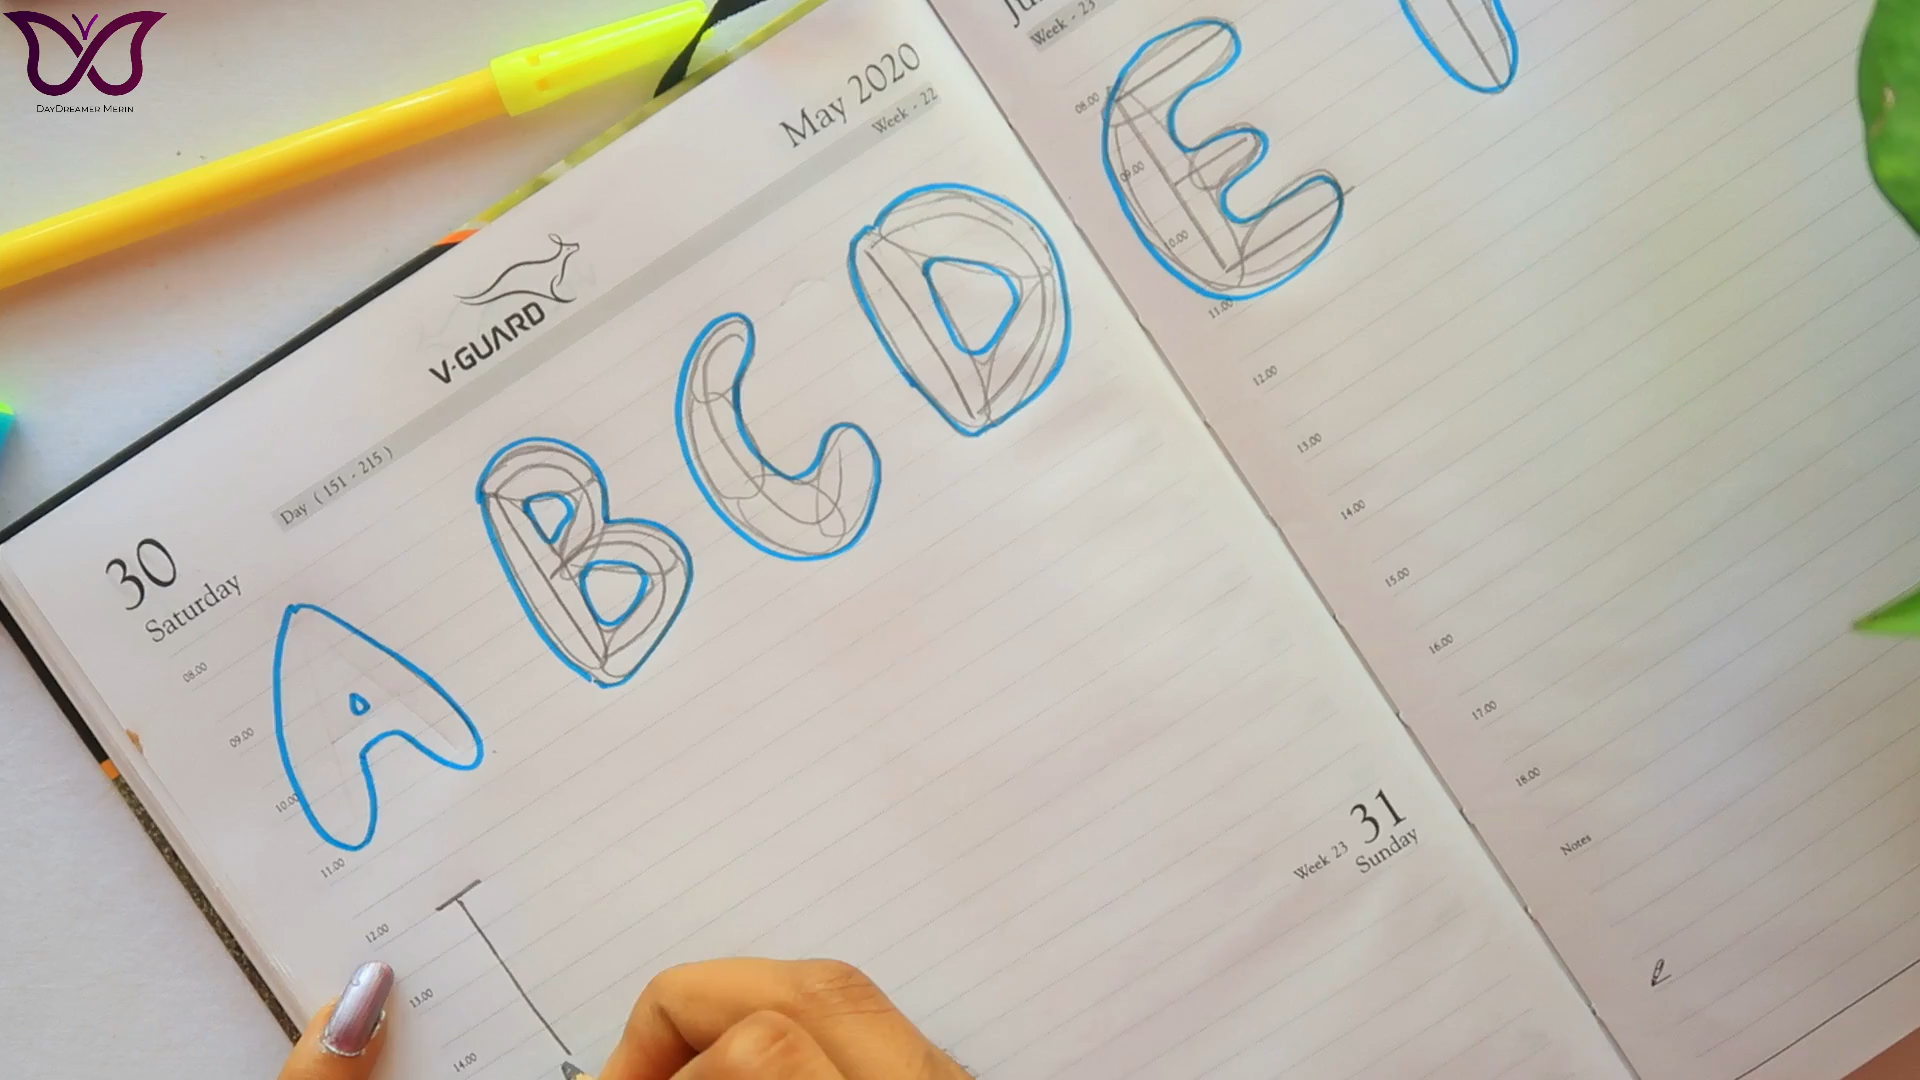 DAYDREAMER MERIN
May 2020
Week - 22
V-GUARD
Day ( 151 - 215 )
30
Saturday
08.00
09.00
10.00
11.00
12.00
13.00
14.00
A B C D
I
31
Week 23 Sunday
Week - 23
E
08.00
09.00
10.00
11.00
12.00
13.00
14.00
15.00
16.00
17.00
18.00
Notes